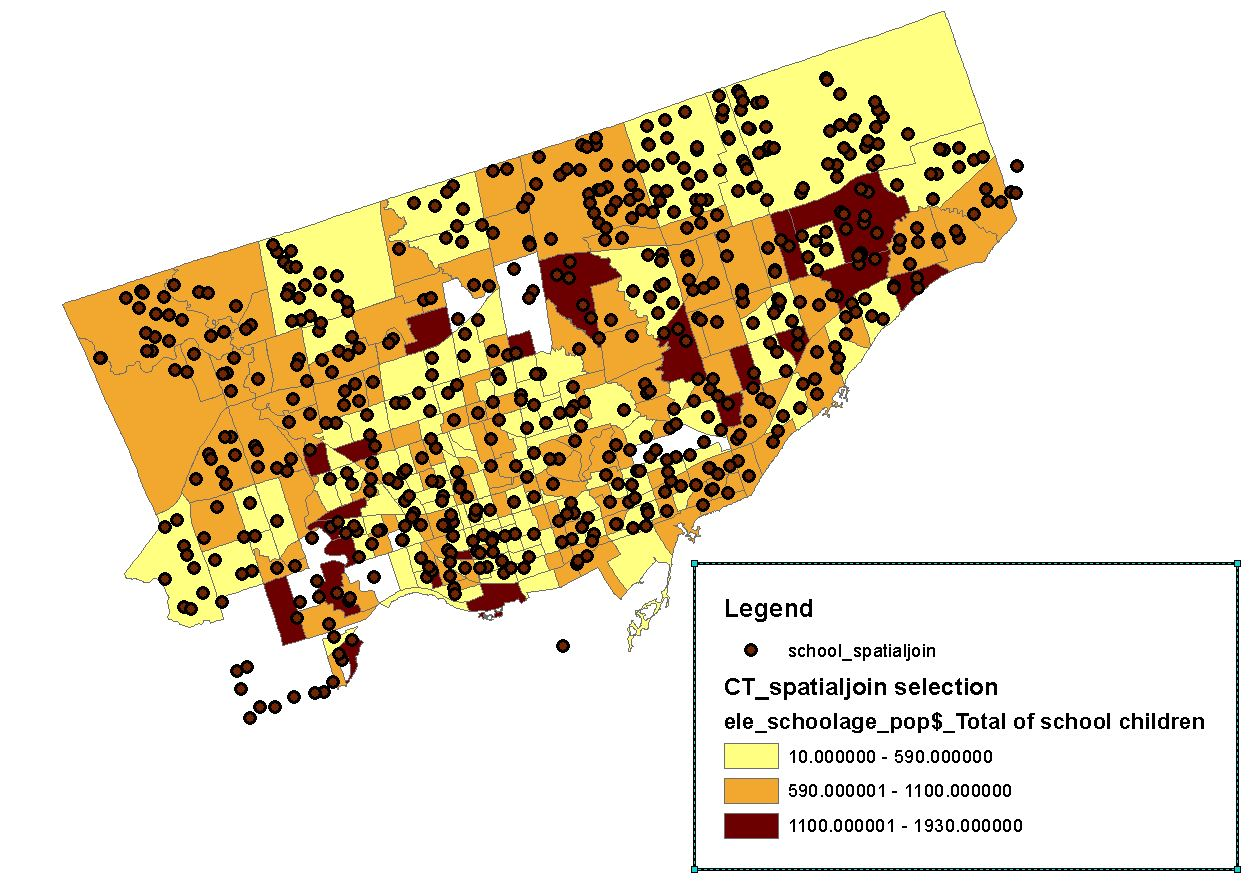 Legend
school_spatialjoin
CT_spatialjoin selection
ele_schoolage_pop$_Total of school children
10.000000 - 590.000000
590.000001 - 1100.000000
1100.000001 - 1930.000000